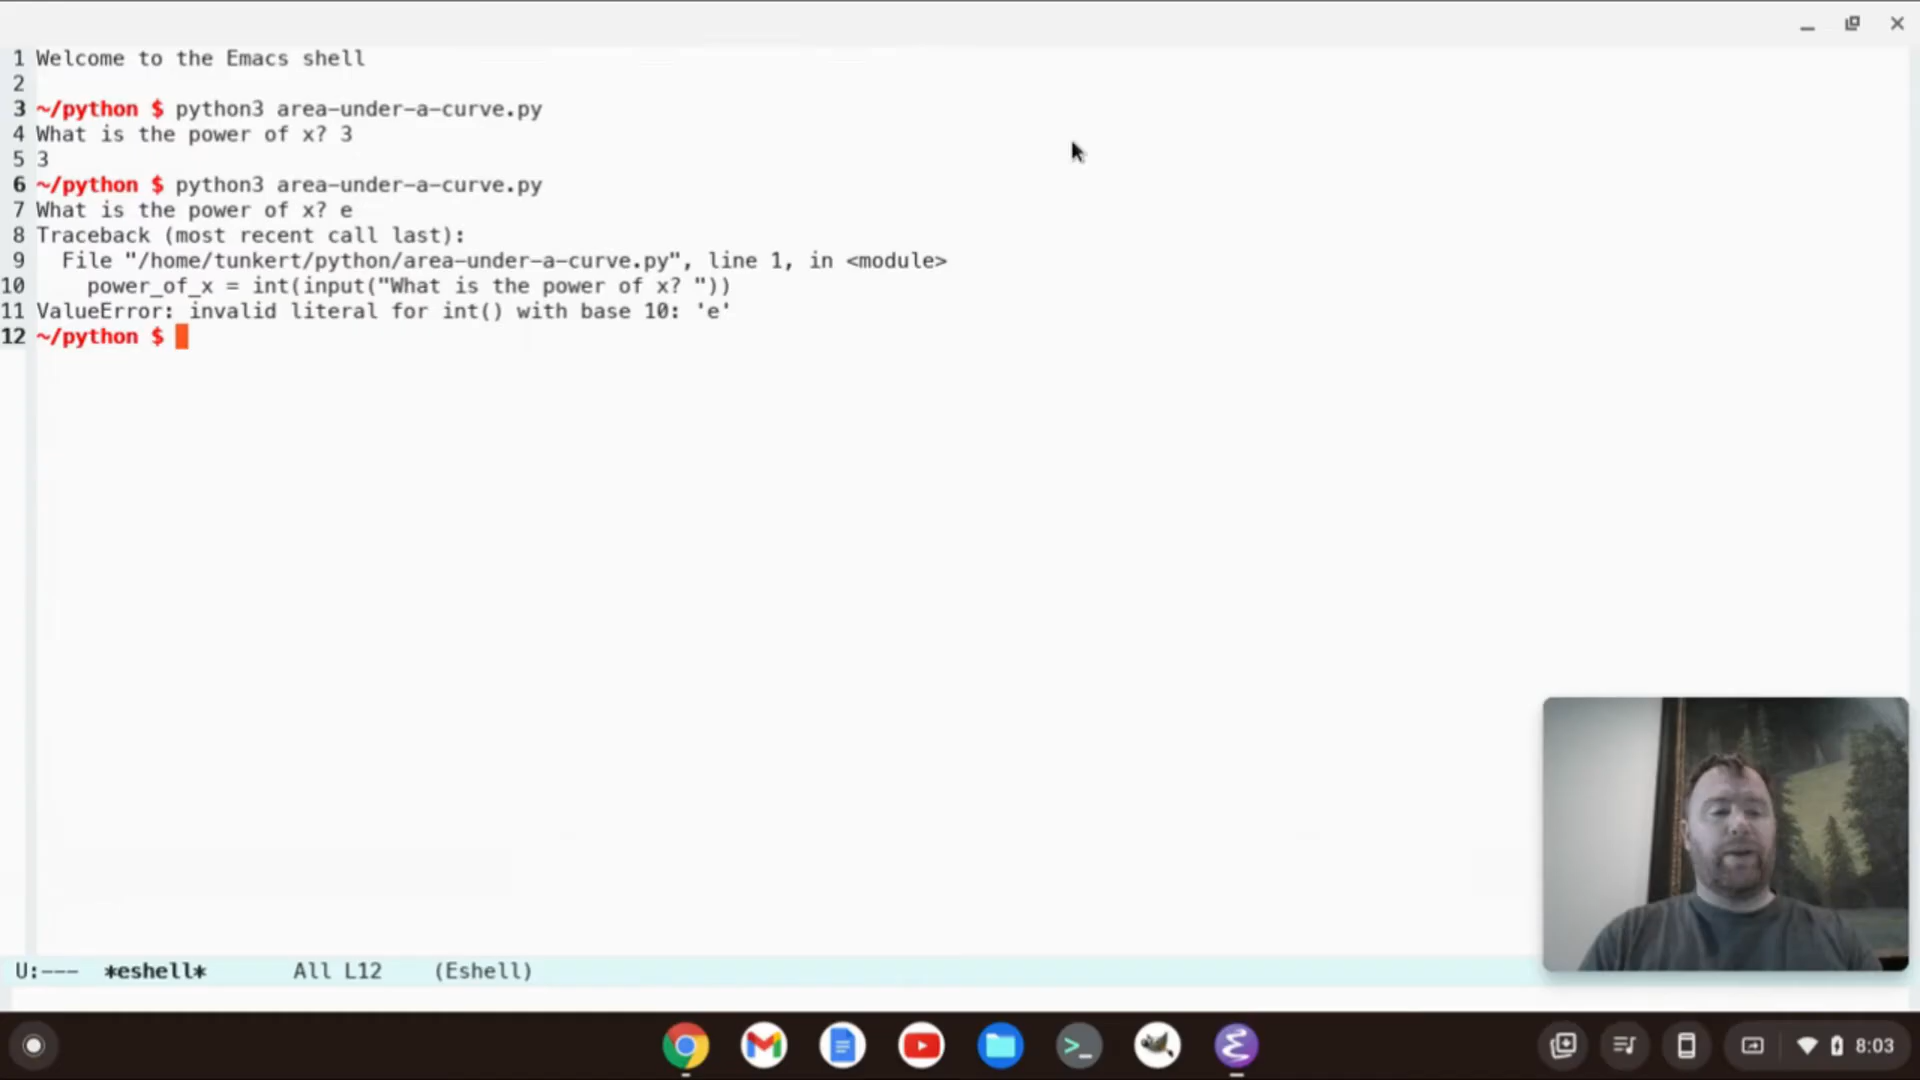 1 Welcome to the Emacs shell
2
3 ~/python $ python3 area-under-a-curve.py
4 What is the power of x? 3
5 3
6 ~/python $ python3 area-under-a-curve.py
7 What is the power of x? e
8 Traceback (most recent call last):
9   File "/home/tunkert/python/area-under-a-curve.py", line 1, in <module>
10     power_of_x = int(input("What is the power of x? "))
11 ValueError: invalid literal for int() with base 10: 'e'
12 ~/python $
U:--- *eshell* All L12 (Eshell)
8:03